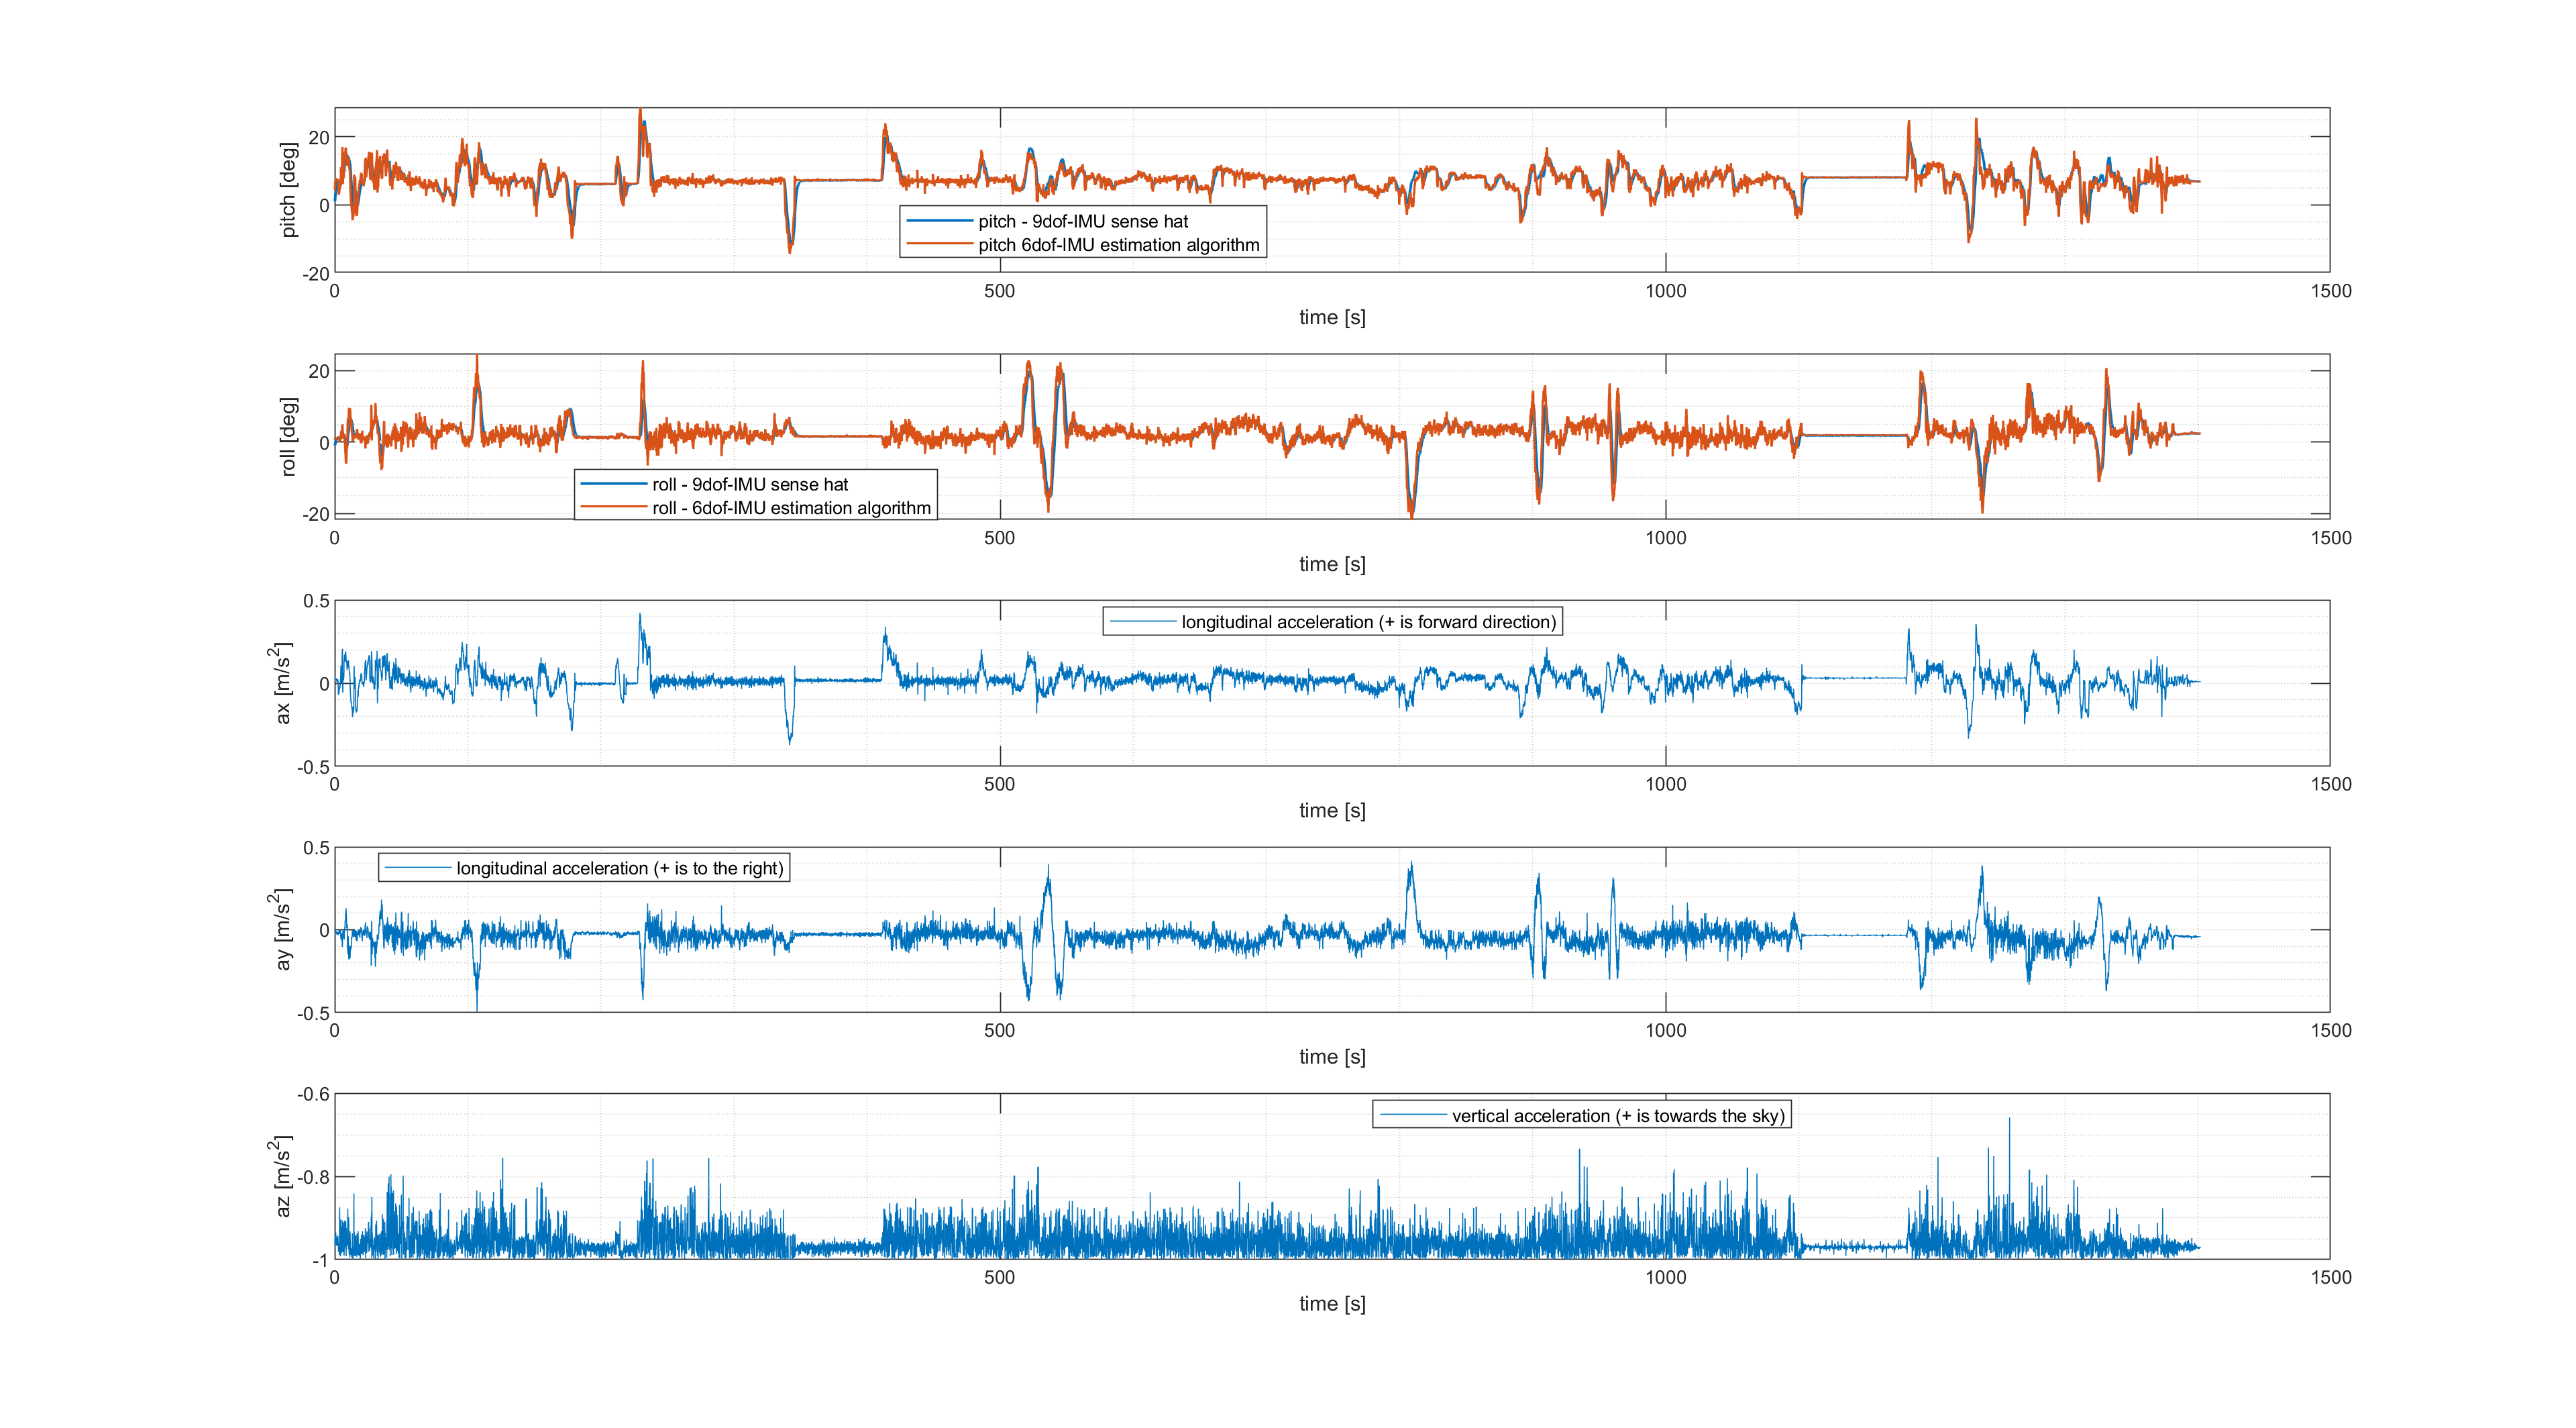 20
0
-20
pitch [deg]
pitch - 9dof-IMU sense hat
pitch 6dof-IMU estimation algorithm
0 500 1000 1500
time [s]
20
0
-20
roll [deg]
roll - 9dof-IMU sense hat
roll - 6dof-IMU estimation algorithm
0 500 1000 1500
time [s]
0.5
0
-0.5
ax [m/s²]
longitudinal acceleration (+ is forward direction)
0 500 1000 1500
time [s]
0.5
0
-0.5
ay [m/s²]
longitudinal acceleration (+ is to the right)
0 500 1000 1500
time [s]
-0.6
-0.8
-1
az [m/s²]
vertical acceleration (+ is towards the sky)
0 500 1000 1500
time [s]